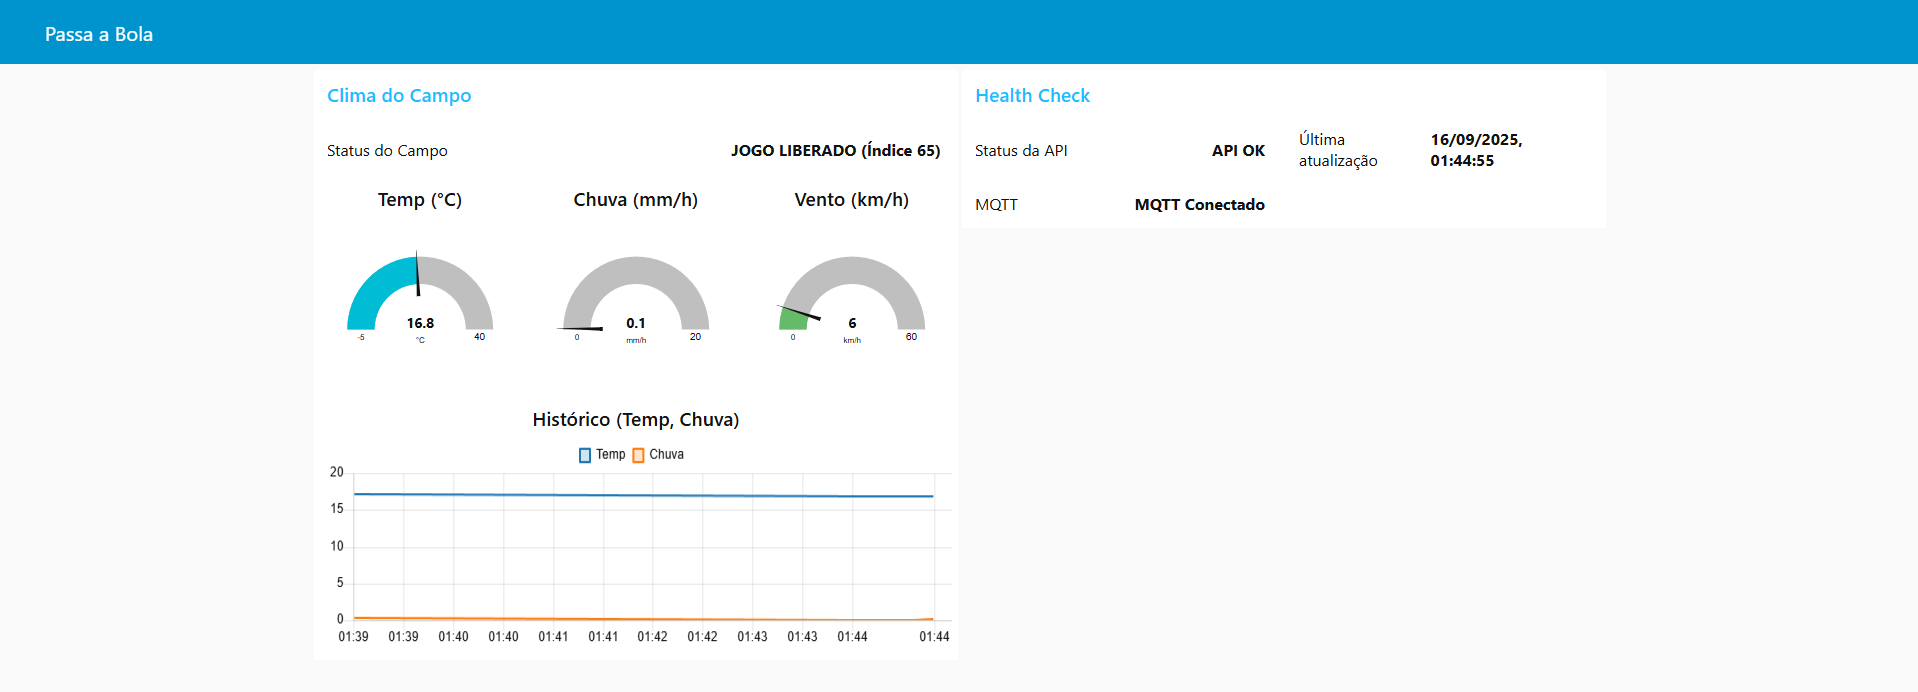 Passa a Bola
Clima do Campo
Status do Campo
JOGO LIBERADO (Índice 65)
Temp (°C)
Chuva (mm/h)
Vento (km/h)
16.8
°C
-5
40
0.1
mm/h
0
20
6
km/h
0
60
Histórico (Temp, Chuva)
Temp
Chuva
20
15
10
5
0
01:39
01:39
01:40
01:40
01:41
01:41
01:42
01:42
01:43
01:43
01:44
01:44
Health Check
Status da API
API OK
Última
atualização
16/09/2025,
01:44:55
MQTT
MQTT Conectado